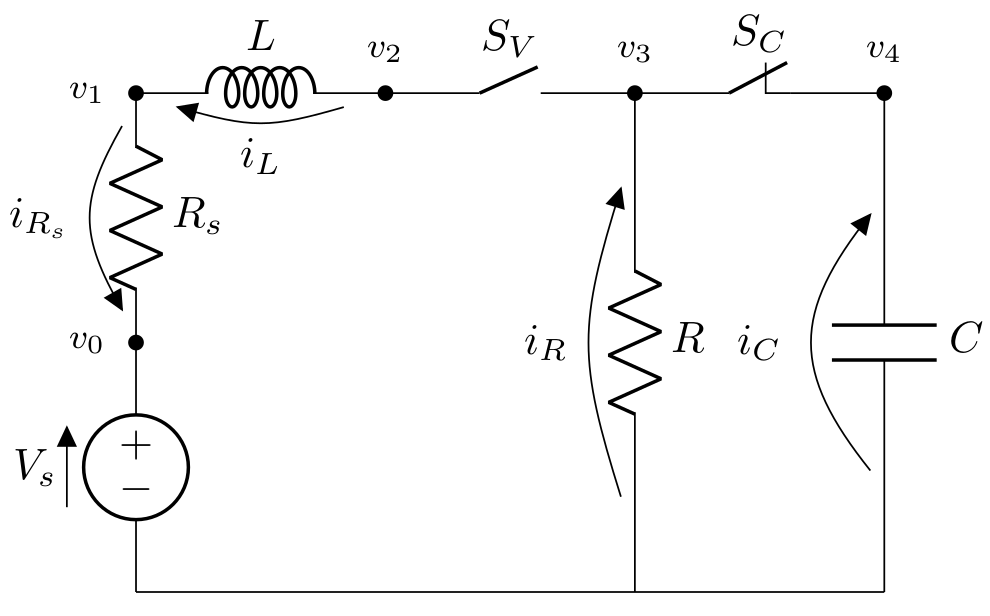 L
S_V
S_C
v_1
v_2
v_3
v_4
i_L
i_{R_s}
R_s
v_0
i_R
R
i_C
C
V_s
+
−